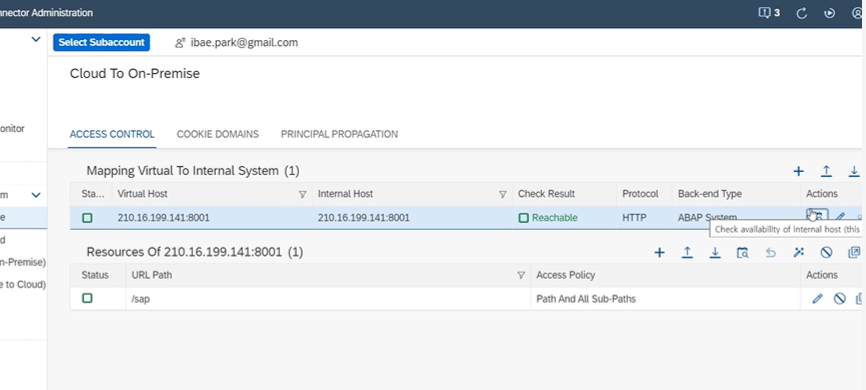 nnector Administration
3
Select Subaccount ibae.park@gmail.com
Cloud To On-Premise
onitor
ACCESS CONTROL COOKIE DOMAINS PRINCIPAL PROPAGATION
Mapping Virtual To Internal System (1)
m
Sta... Virtual Host Internal Host Check Result Protocol Back-end Type Actions
e
210.16.199.141:8001 210.16.199.141:8001 Reachable HTTP ABAP System
Check availability of internal host (this
d
Resources Of 210.16.199.141:8001 (1)
n-Premise)
Status URL Path Access Policy Actions
e to Cloud)
/sap Path And All Sub-Paths